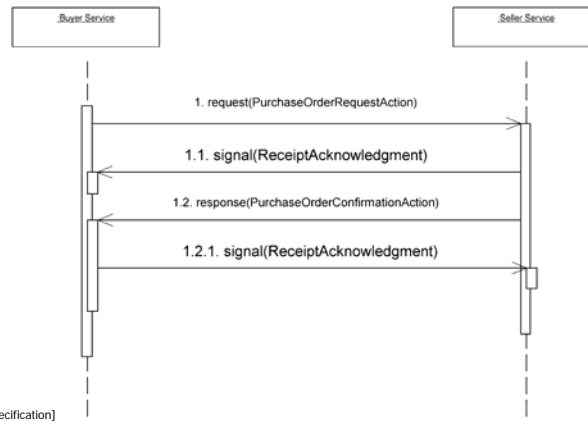 :Buyer Service
:Seller Service
1. request(PurchaseOrderRequestAction)
1.1. signal(ReceiptAcknowledgment)
1.2. response(PurchaseOrderConfirmationAction)
1.2.1. signal(ReceiptAcknowledgment)
ecification]